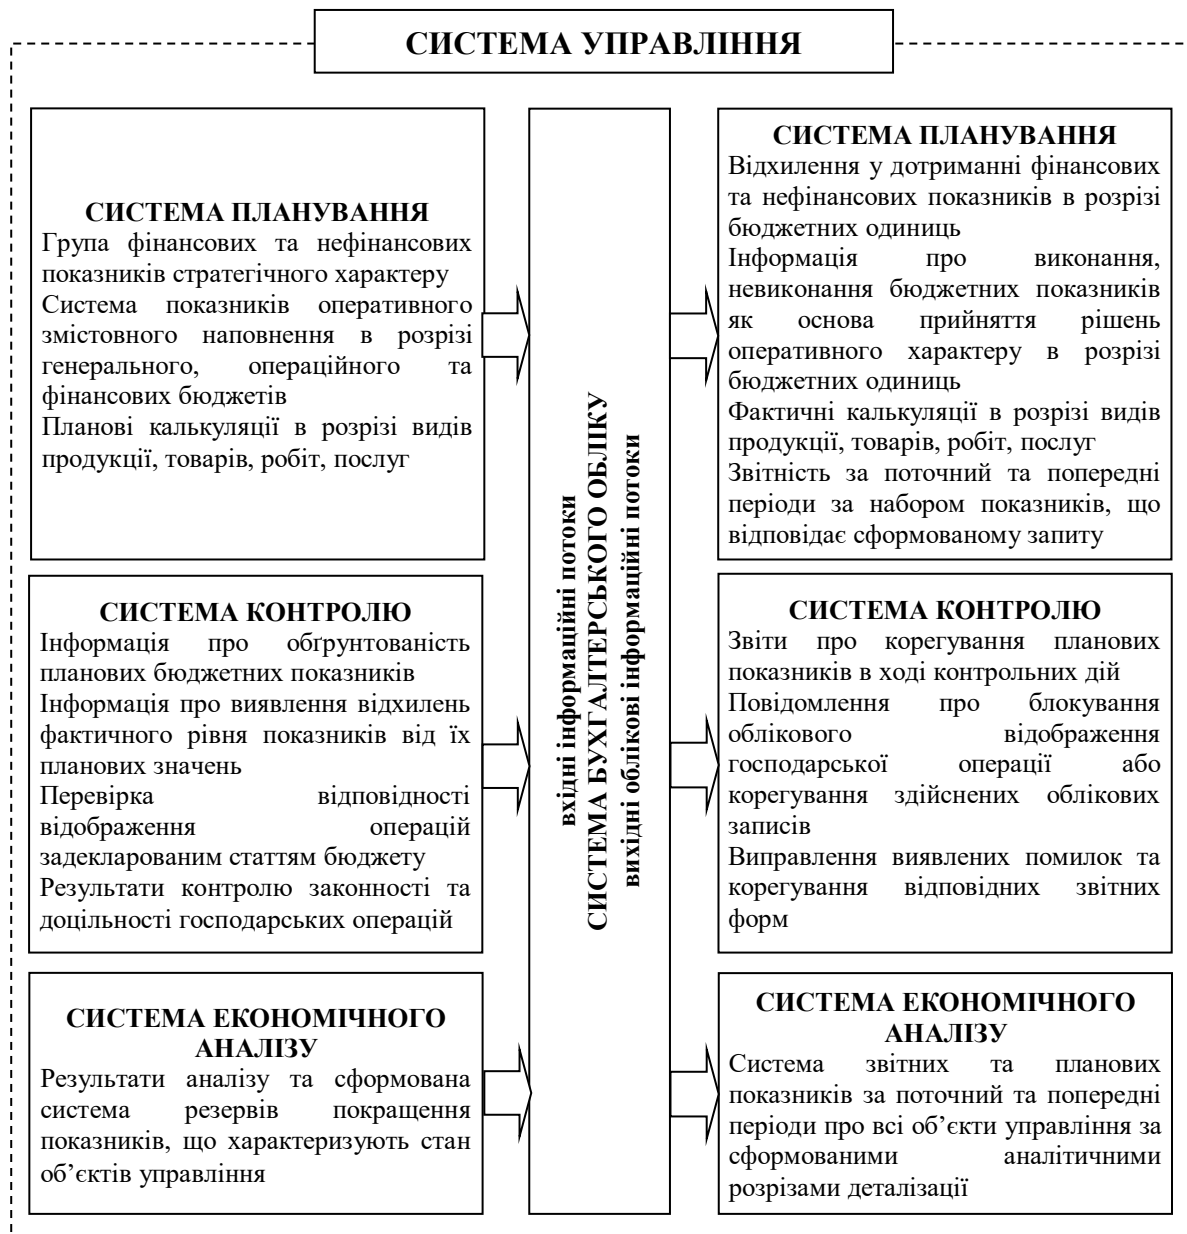 СИСТЕМА УПРАВЛІННЯ
СИСТЕМА ПЛАНУВАННЯ
Група фінансових та нефінансових
показників стратегічного характеру
Система показників оперативного
змістовного наповнення в розрізі
генерального, операційного та
фінансових бюджетів
Планові калькуляції в розрізі видів
продукції, товарів, робіт, послуг
СИСТЕМА КОНТРОЛЮ
Інформація про обґрунтованість
планових бюджетних показників
Інформація про виявлення відхилень
фактичного рівня показників від їх
планових значень
Перевірка відповідності
відображення операцій
задекларованим статтям бюджету
Результати контролю законності та
доцільності господарських операцій
СИСТЕМА ЕКОНОМІЧНОГО
АНАЛІЗУ
Результати аналізу та сформована
система резервів покращення
показників, що характеризують стан
об’єктів управління
вхідні інформаційні потоки
СИСТЕМА БУХГАЛТЕРСЬКОГО ОБЛІКУ
вихідні облікові інформаційні потоки
СИСТЕМА ПЛАНУВАННЯ
Відхилення у дотриманні фінансових
та нефінансових показників в розрізі
бюджетних одиниць
Інформація про виконання,
невиконання бюджетних показників
як основа прийняття рішень
оперативного характеру в розрізі
бюджетних одиниць
Фактичні калькуляції в розрізі видів
продукції, товарів, робіт, послуг
Звітність за поточний та попередні
періоди за набором показників, що
відповідає сформованому запиту
СИСТЕМА КОНТРОЛЮ
Звіти про корегування планових
показників в ході контрольних дій
Повідомлення про блокування
облікового відображення
господарської операції або
корегування здійснених облікових
записів
Виправлення виявлених помилок та
корегування відповідних звітних
форм
СИСТЕМА ЕКОНОМІЧНОГО
АНАЛІЗУ
Система звітних та планових
показників за поточний та попередні
періоди про всі об’єкти управління за
сформованими аналітичними
розрізами деталізації